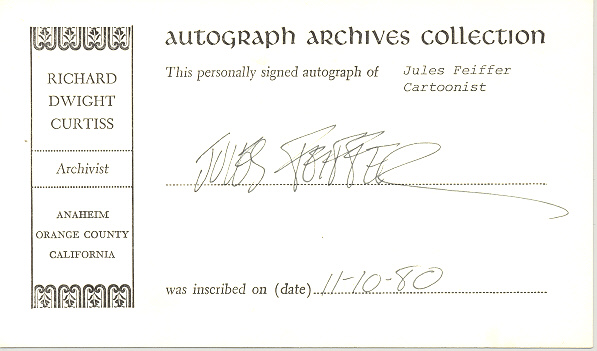 RICHARD
DWIGHT
CURTISS
Archivist
ANAHEIM
ORANGE COUNTY
CALIFORNIA
AUTOGRAPH ARCHIVES COLLECTION
This personally signed autograph of Jules Feiffer
Cartoonist
JULES FEIFFER
was inscribed on (date) 11-10-80